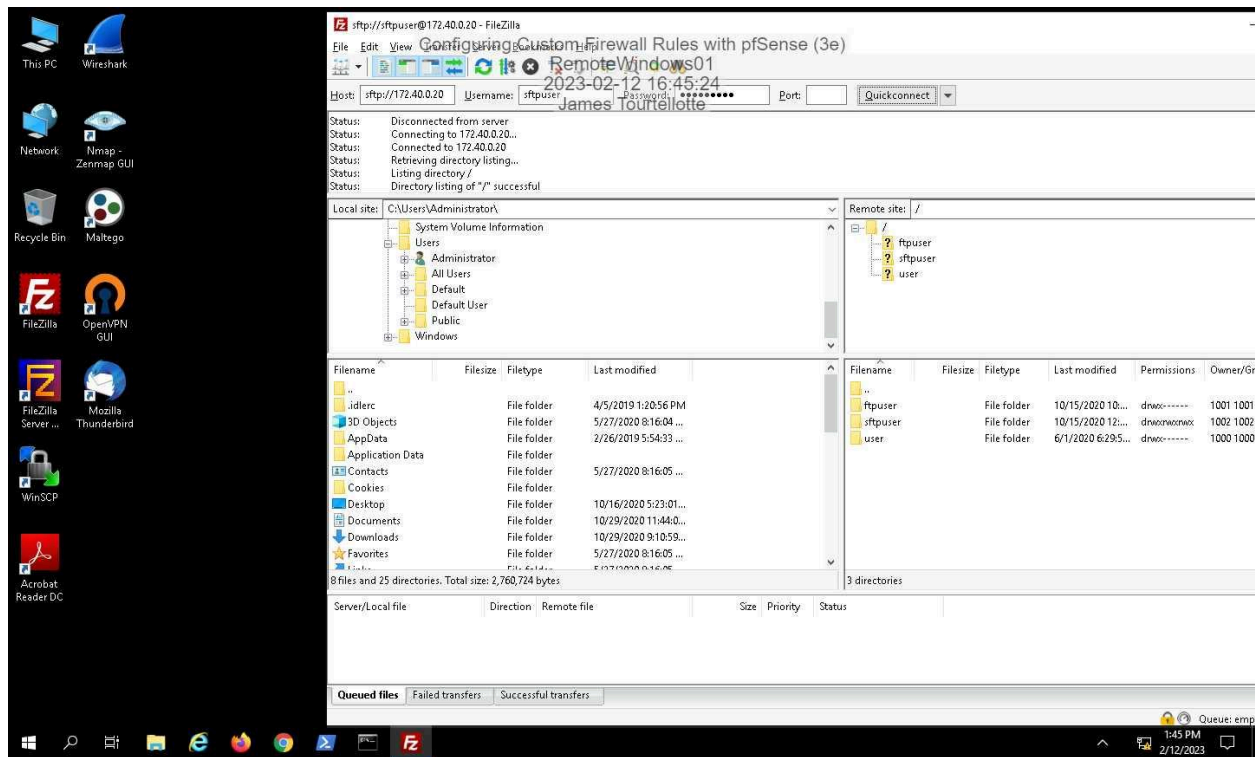 This PC
Wireshark
Network
Nmap -
Zenmap GUI
Recycle Bin
Maltego
FileZilla
OpenVPN
GUI
FileZilla
Server ...
Mozilla
Thunderbird
WinSCP
Acrobat
Reader DC
sftp://sftpuser@172.40.0.20 - FileZilla
File Edit View Help
Configuring Custom Firewall Rules with pfSense (3e)
RemoteWindows01
2023-02-12 16:45:24
James Tourtellotte
Host: sftp://172.40.0.20 Username: sftpuser Password: ●●●●●●●●● Port: Quickconnect
Status: Disconnected from server
Status: Connecting to 172.40.0.20...
Status: Connected to 172.40.0.20
Status: Retrieving directory listing...
Status: Listing directory /
Status: Directory listing of "/" successful
Local site: C:\Users\Administrator\
System Volume Information
Users
Administrator
All Users
Default
Default User
Public
Windows
Remote site: /
/
ftpuser
sftpuser
user
Filename Filesize Filetype Last modified
..
.idlerc File folder 4/5/2019 1:20:56 PM
3D Objects File folder 5/27/2020 8:16:04 ...
AppData File folder 2/26/2019 5:54:33 ...
Application Data File folder
Contacts File folder 5/27/2020 8:16:05 ...
Cookies File folder
Desktop File folder 10/16/2020 5:23:01...
Documents File folder 10/29/2020 11:44:0...
Downloads File folder 10/29/2020 9:10:59...
Favorites File folder 5/27/2020 8:16:05 ...
8 files and 25 directories. Total size: 2,760,724 bytes
Filename Filesize Filetype Last modified Permissions Owner/Gr
..
ftpuser File folder 10/15/2020 10:... drwx------ 1001 1001
sftpuser File folder 10/15/2020 12:... drwxrwxrwx 1002 1002
user File folder 6/1/2020 6:29:5... drwx------ 1000 1000
3 directories
Server/Local file Direction Remote file Size Priority Status
Queued files Failed transfers Successful transfers
Queue: emp
1:45 PM
2/12/2023